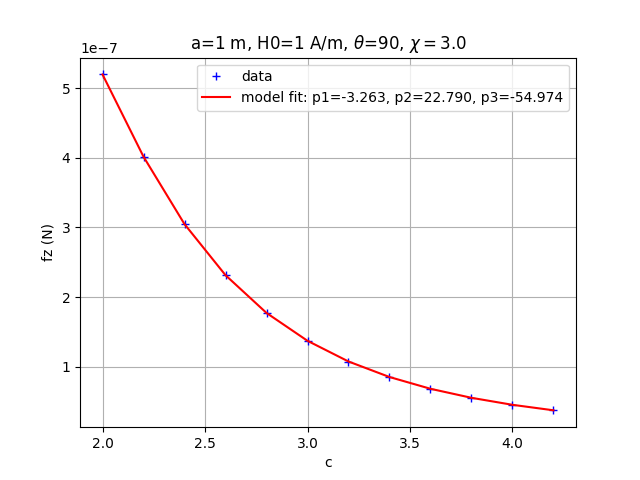 a=1 m, H0=1 A/m, θ=90, χ = 3.0
1e−7
data
model fit: p1=-3.263, p2=22.790, p3=-54.974
5
4
3
2
1
fz (N)
2.0 2.5 3.0 3.5 4.0
c